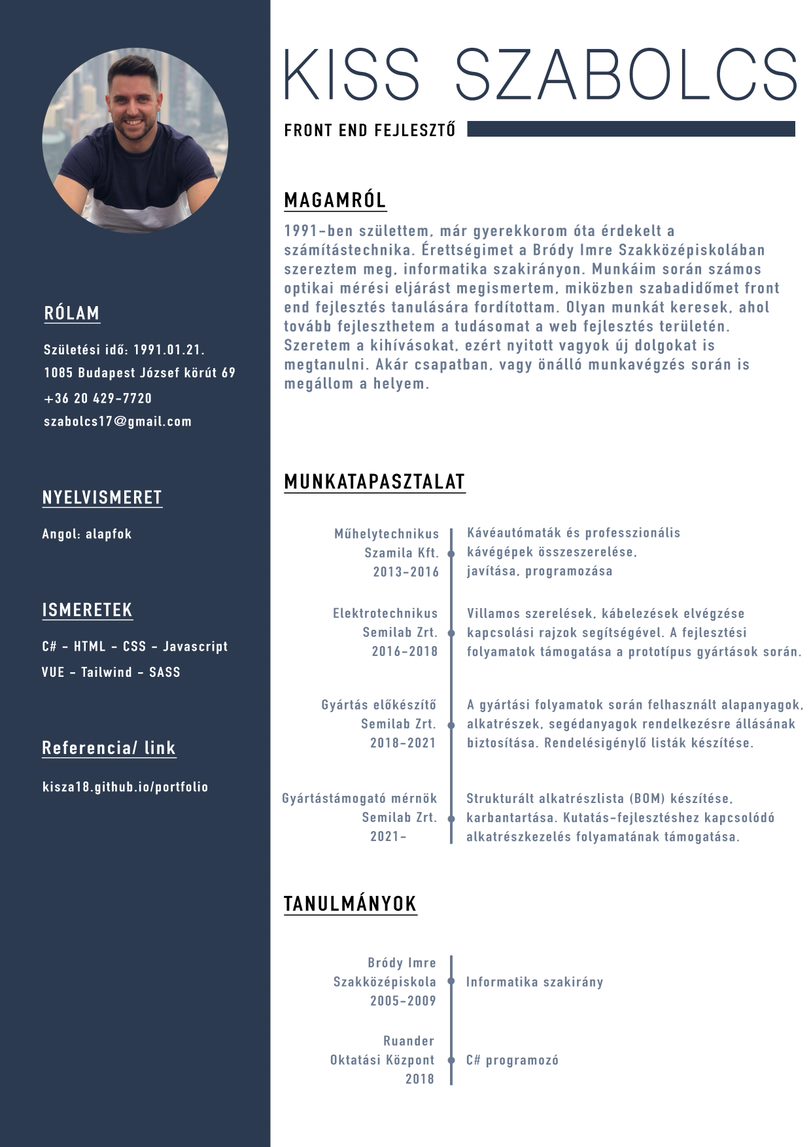 KISS SZABOLCS
FRONT END FEJLESZTŐ
RÓLAM
Születési idő: 1991.01.21.
1085 Budapest József körút 69
+36 20 429-7720
szabolcs17@gmail.com
NYELVISMERET
Angol: alapfok
ISMERETEK
C# - HTML - CSS - Javascript
VUE - Tailwind - SASS
Referencia/ link
kisza18.github.io/portfolio
MAGAMRÓL
1991-ben születtem, már gyerekkorom óta érdekelt a
számítástechnika. Érettségimet a Bródy Imre Szakközépiskolában
szereztem meg, informatika szakirányon. Munkáim során számos
optikai mérési eljárást megismertem, miközben szabadidőmet front
end fejlesztés tanulására fordítottam. Olyan munkát keresek, ahol
tovább fejleszthetem a tudásomat a web fejlesztés területén.
Szeretem a kihívásokat, ezért nyitott vagyok új dolgokat is
megtanulni. Akár csapatban, vagy önálló munkavégzés során is
megállom a helyem.
MUNKATAPASZTALAT
Műhelytechnikus
Szamila Kft.
2013-2016
Kávéautómaták és professzionális
kávégépek összeszerelése,
javítása, programozása
Elektrotechnikus
Semilab Zrt.
2016-2018
Villamos szerelések, kábelezések elvégzése
kapcsolási rajzok segítségével. A fejlesztési
folyamatok támogatása a prototípus gyártások során.
Gyártás előkészítő
Semilab Zrt.
2018-2021
A gyártási folyamatok során felhasznált alapanyagok,
alkatrészek, segédanyagok rendelkezésre állásának
biztosítása. Rendelésigénylő listák készítése.
Gyártástámogató mérnök
Semilab Zrt.
2021-
Strukturált alkatrészlista (BOM) készítése,
karbantartása. Kutatás-fejlesztéshez kapcsolódó
alkatrészkezelés folyamatának támogatása.
TANULMÁNYOK
Bródy Imre
Szakközépiskola
2005-2009
Informatika szakirány
Ruander
Oktatási Központ
2018
C# programozó